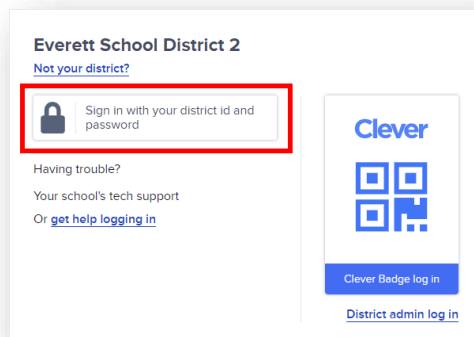 Everett School District 2
Not your district?
Sign in with your district id and
password
Having trouble?
Your school's tech support
Or get help logging in
Clever
Clever Badge log in
District admin log in